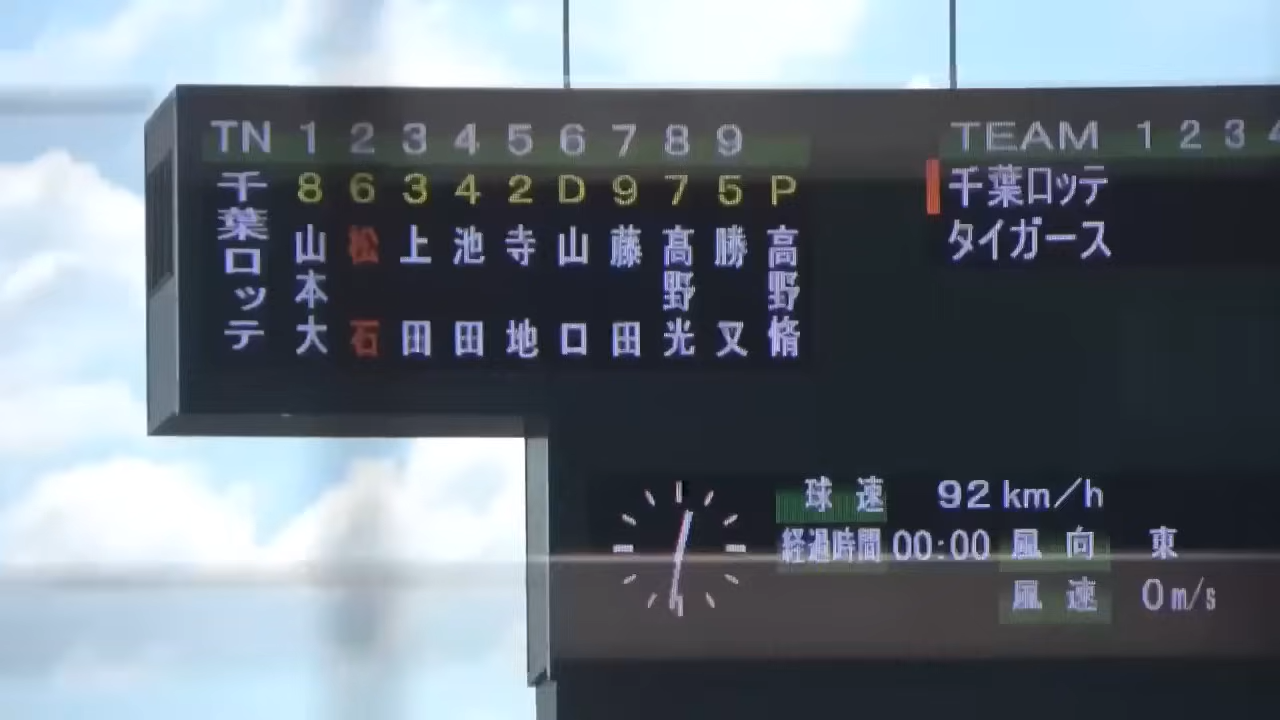 TN 1 2 3 4 5 6 7 8 9
8 6 3 4 2 D 9 7 5 P
千葉ロッテ
山本大
松石
上田
池田
寺地
山口
藤田
髙野光
勝又
高野脩
TEAM 1 2 3 4
千葉ロッテ
タイガース
球速 92 km/h
経過時間 00:00 風向 東
風速 0m/s